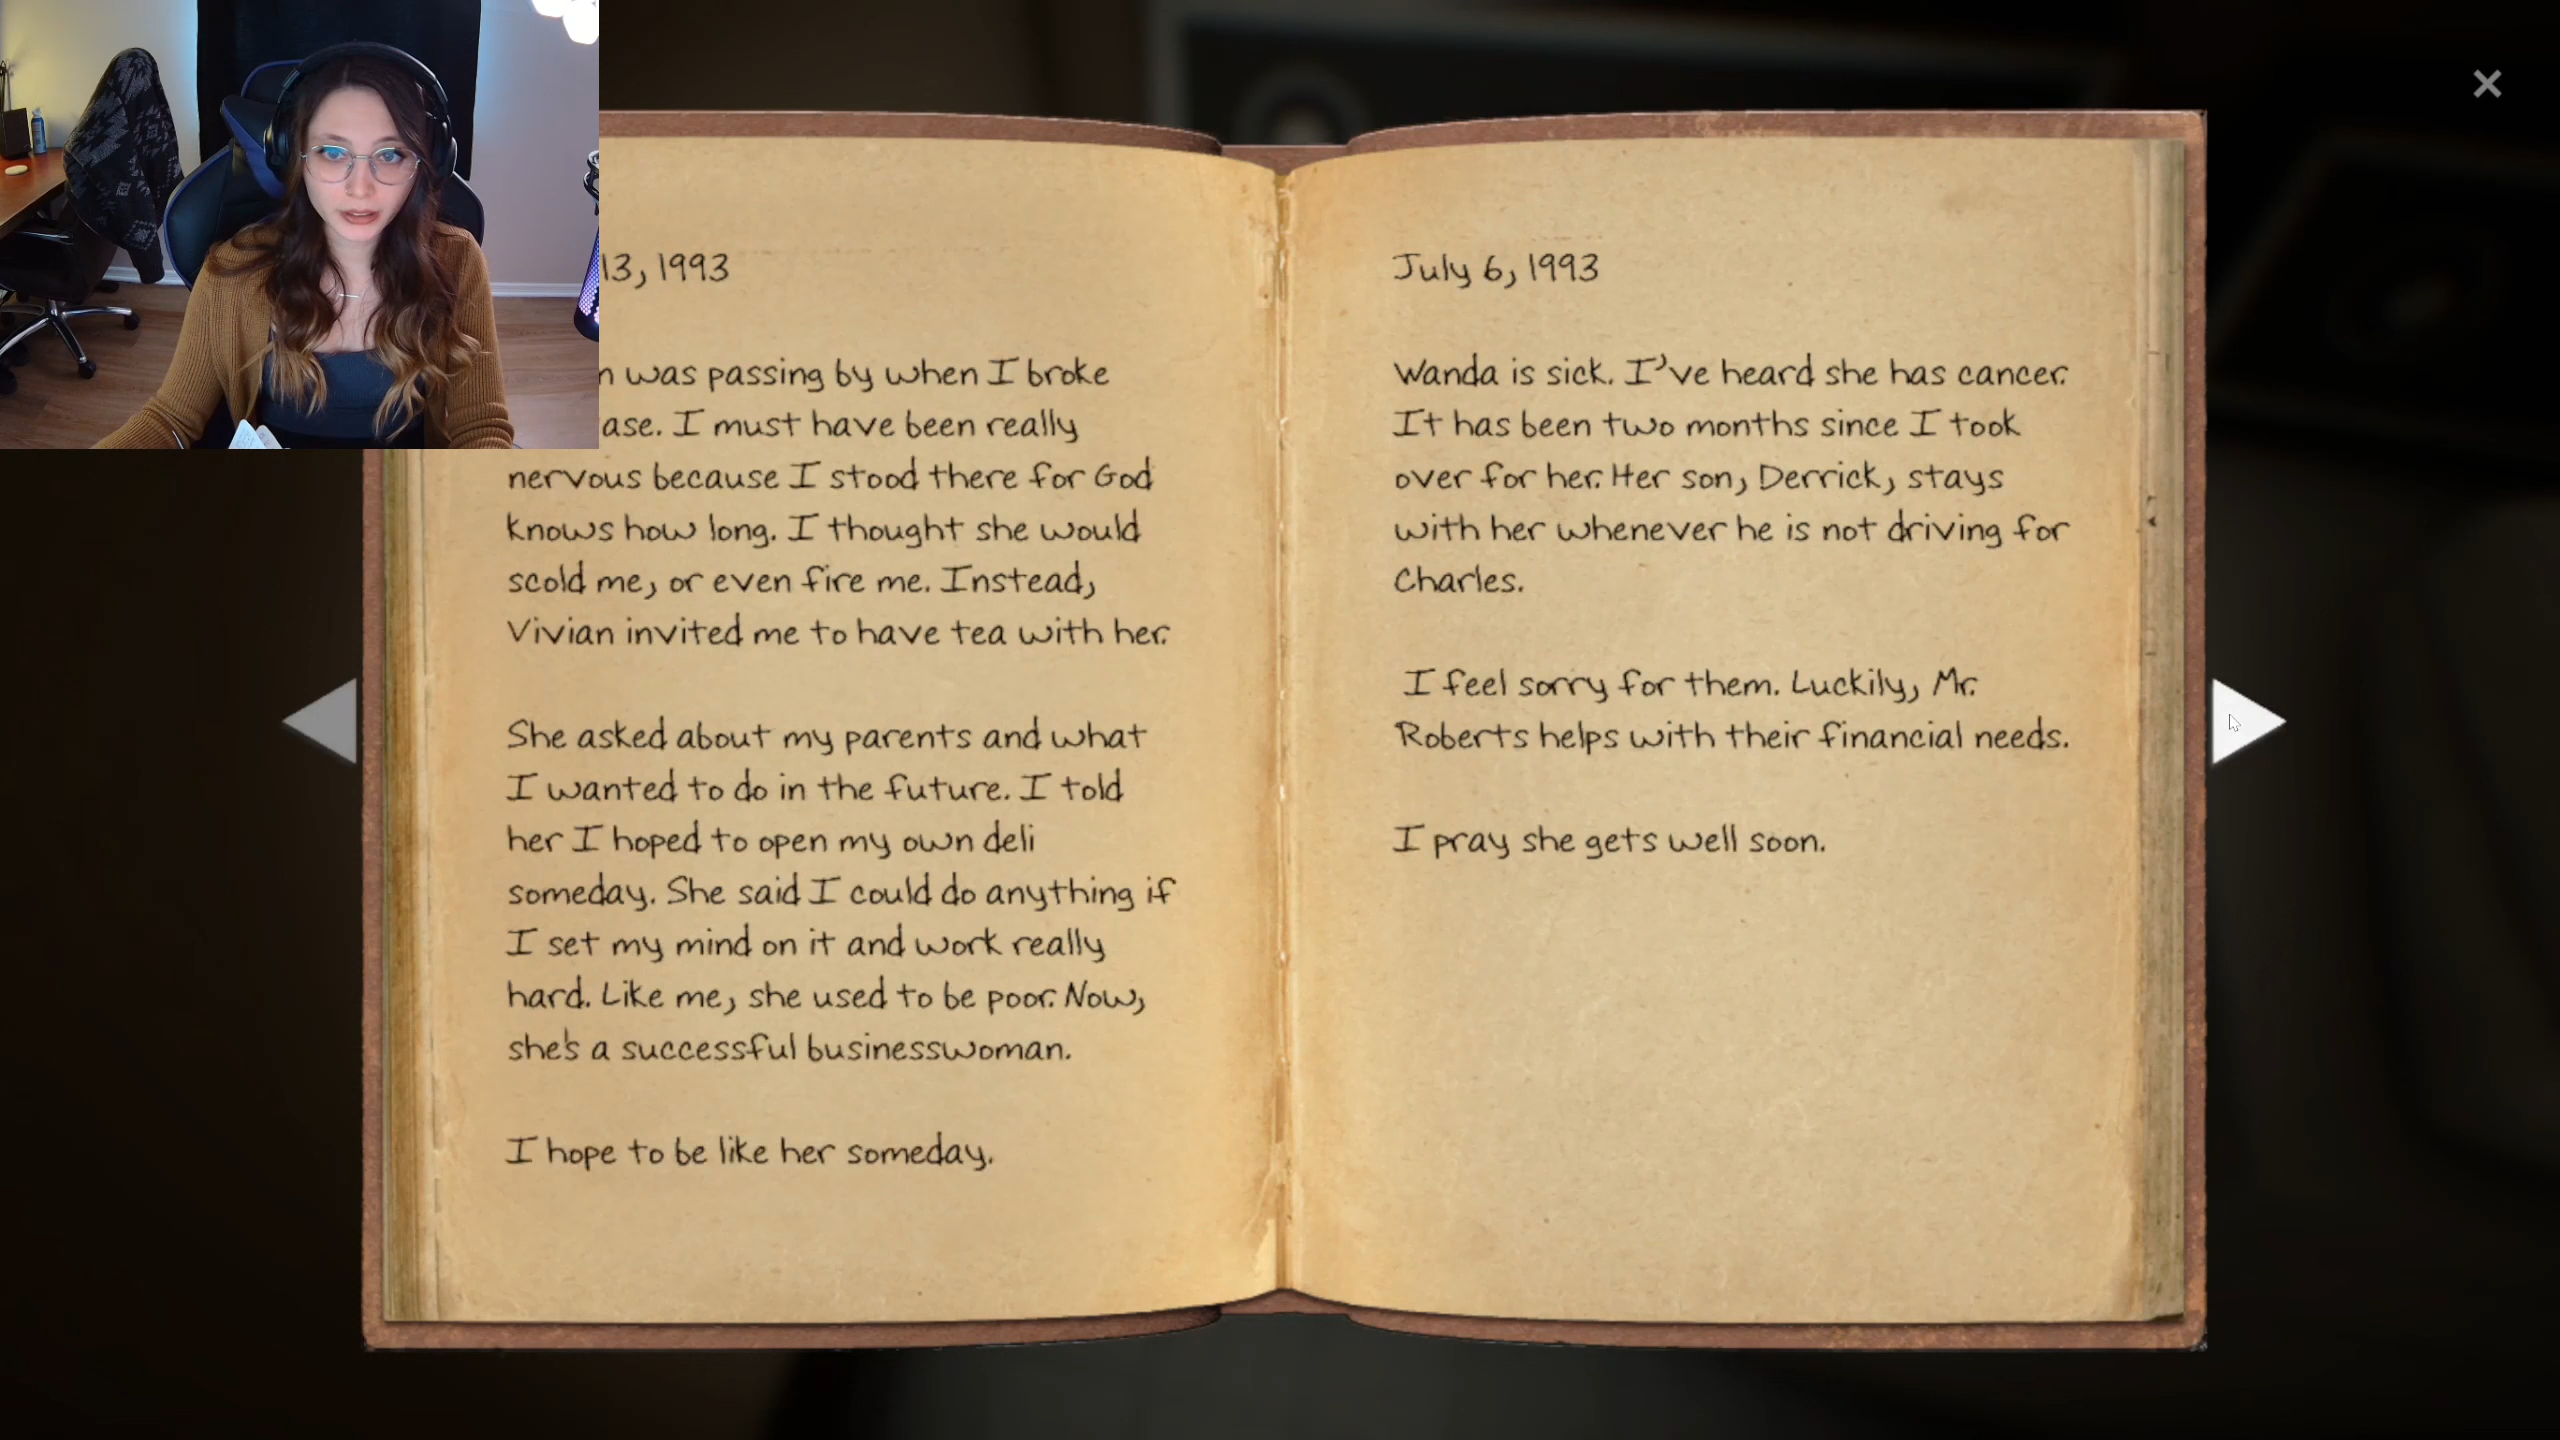 13, 1993
was passing by when I broke
I must have been really
nervous because I stood there for God
knows how long. I thought she would
scold me, or even fire me. Instead,
Vivian invited me to have tea with her.
She asked about my parents and what
I wanted to do in the future. I told
her I hoped to open my own deli
someday. She said I could do anything if
I set my mind on it and work really
hard. Like me, she used to be poor. Now,
she's a successful businesswoman.
I hope to be like her someday.
July 6, 1993
Wanda is sick. I've heard she has cancer.
It has been two months since I took
over for her. Her son, Derrick, stays
with her whenever he is not driving for
Charles.
I feel sorry for them. Luckily, Mr.
Roberts helps with their financial needs.
I pray she gets well soon.